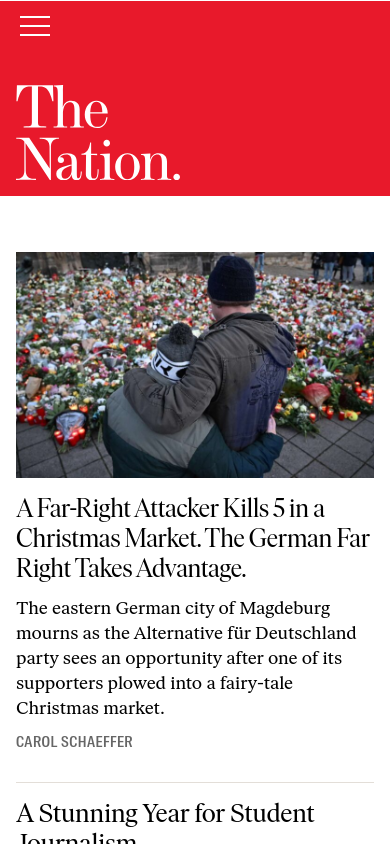 The
Nation.
A Far-Right Attacker Kills 5 in a
Christmas Market. The German Far
Right Takes Advantage.
The eastern German city of Magdeburg
mourns as the Alternative für Deutschland
party sees an opportunity after one of its
supporters plowed into a fairy-tale
Christmas market.
CAROL SCHAEFFER
A Stunning Year for Student
Journalism